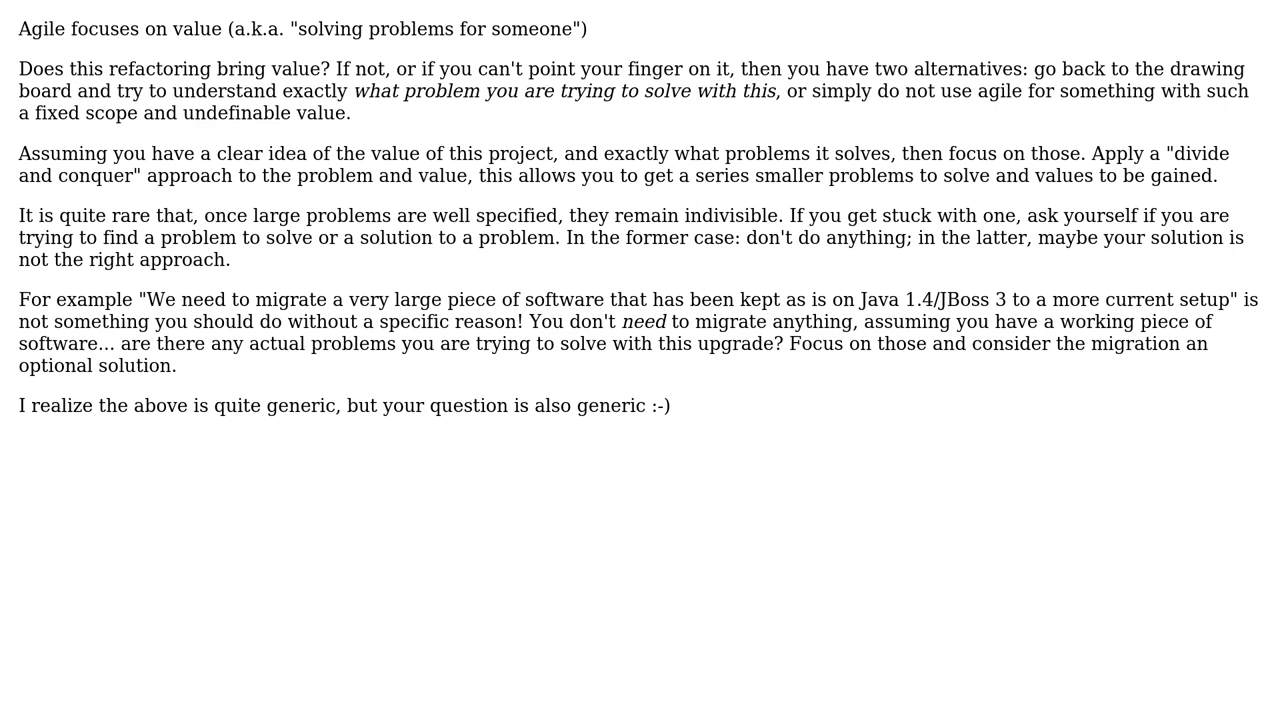 Agile focuses on value (a.k.a. "solving problems for someone")
Does this refactoring bring value? If not, or if you can't point your finger on it, then you have two alternatives: go back to the drawing
board and try to understand exactly what problem you are trying to solve with this, or simply do not use agile for something with such
a fixed scope and undefinable value.
Assuming you have a clear idea of the value of this project, and exactly what problems it solves, then focus on those. Apply a "divide
and conquer" approach to the problem and value, this allows you to get a series smaller problems to solve and values to be gained.
It is quite rare that, once large problems are well specified, they remain indivisible. If you get stuck with one, ask yourself if you are
trying to find a problem to solve or a solution to a problem. In the former case: don't do anything; in the latter, maybe your solution is
not the right approach.
For example "We need to migrate a very large piece of software that has been kept as is on Java 1.4/JBoss 3 to a more current setup" is
not something you should do without a specific reason! You don't need to migrate anything, assuming you have a working piece of
software... are there any actual problems you are trying to solve with this upgrade? Focus on those and consider the migration an
optional solution.
I realize the above is quite generic, but your question is also generic :-)